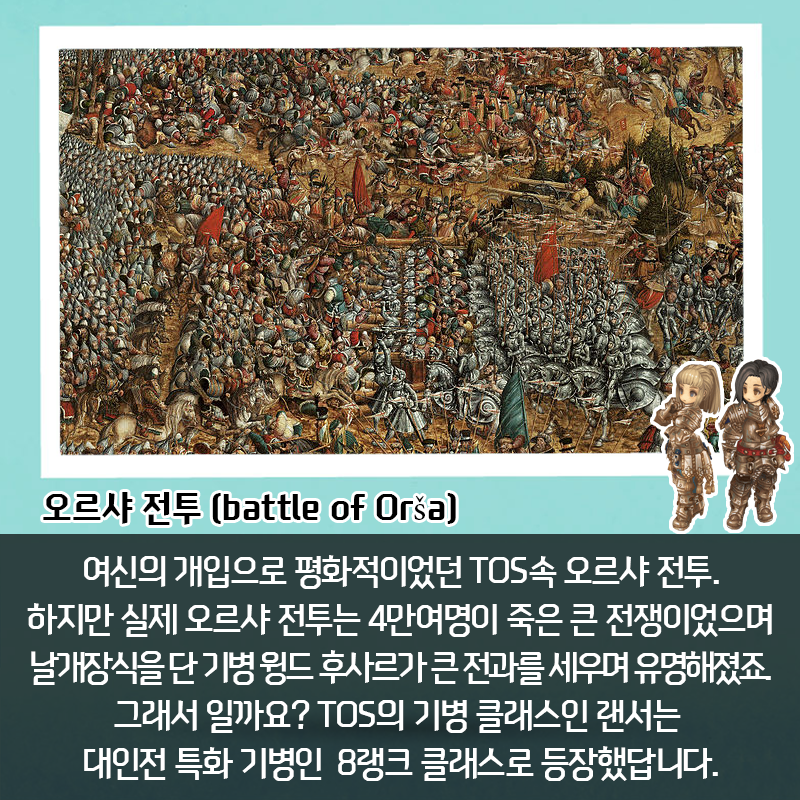 오르샤 전투 (battle of Orša)
여신의 개입으로 평화적이었던 TOS속 오르샤 전투.
하지만 실제 오르샤 전투는 4만여명이 죽은 큰 전쟁이었으며
날개장식을 단 기병 윙드 후사르가 큰 전과를 세우며 유명해졌죠.
그래서 일까요? TOS의 기병 클래스인 랜서는
대인전 특화 기병인 8랭크 클래스로 등장했답니다.